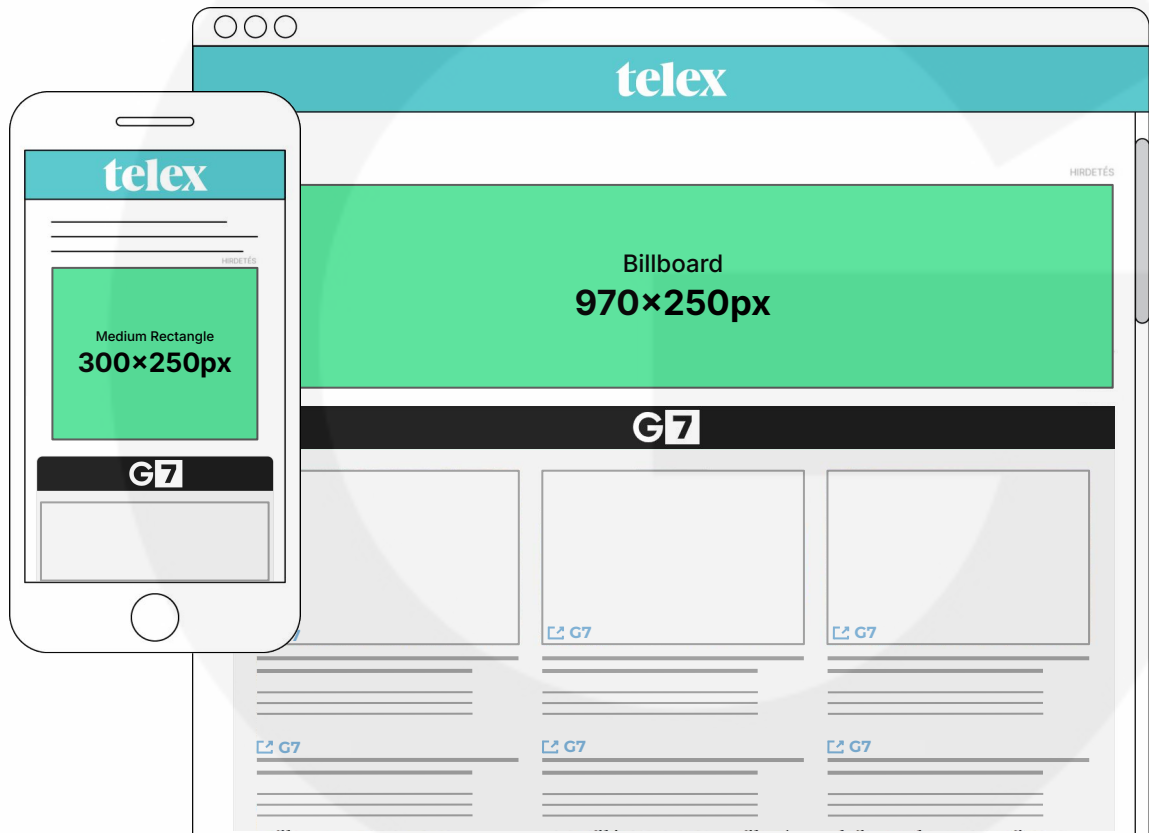 telex
HIRDETÉS
Billboard
970×250px
G7
G7
G7
G7
G7
G7
telex
HIRDETÉS
Medium Rectangle
300×250px
G7